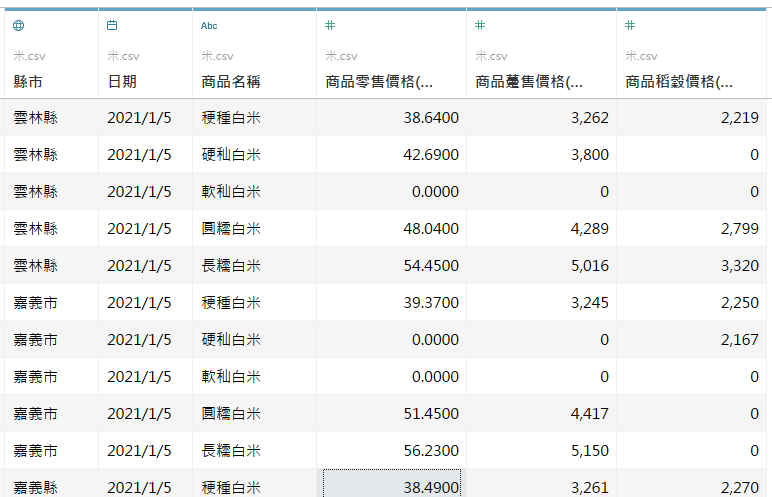 Abc
米.csv 米.csv 米.csv 米.csv 米.csv 米.csv
縣市 日期 商品名稱 商品零售價格(... 商品躉售價格(... 商品稻穀價格(...
雲林縣 2021/1/5 稉種白米 38.6400 3,262 2,219
雲林縣 2021/1/5 硬秈白米 42.6900 3,800 0
雲林縣 2021/1/5 軟秈白米 0.0000 0 0
雲林縣 2021/1/5 圓糯白米 48.0400 4,289 2,799
雲林縣 2021/1/5 長糯白米 54.4500 5,016 3,320
嘉義市 2021/1/5 稉種白米 39.3700 3,245 2,250
嘉義市 2021/1/5 硬秈白米 0.0000 0 2,167
嘉義市 2021/1/5 軟秈白米 0.0000 0 0
嘉義市 2021/1/5 圓糯白米 51.4500 4,417 0
嘉義市 2021/1/5 長糯白米 56.2300 5,150 0
嘉義縣 2021/1/5 稉種白米 38.4900 3,261 2,270